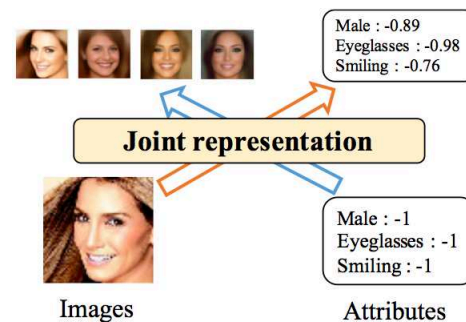 Male : -0.89
Eyeglasses : -0.98
Smiling : -0.76
Joint representation
Male : -1
Eyeglasses : -1
Smiling : -1
Images
Attributes